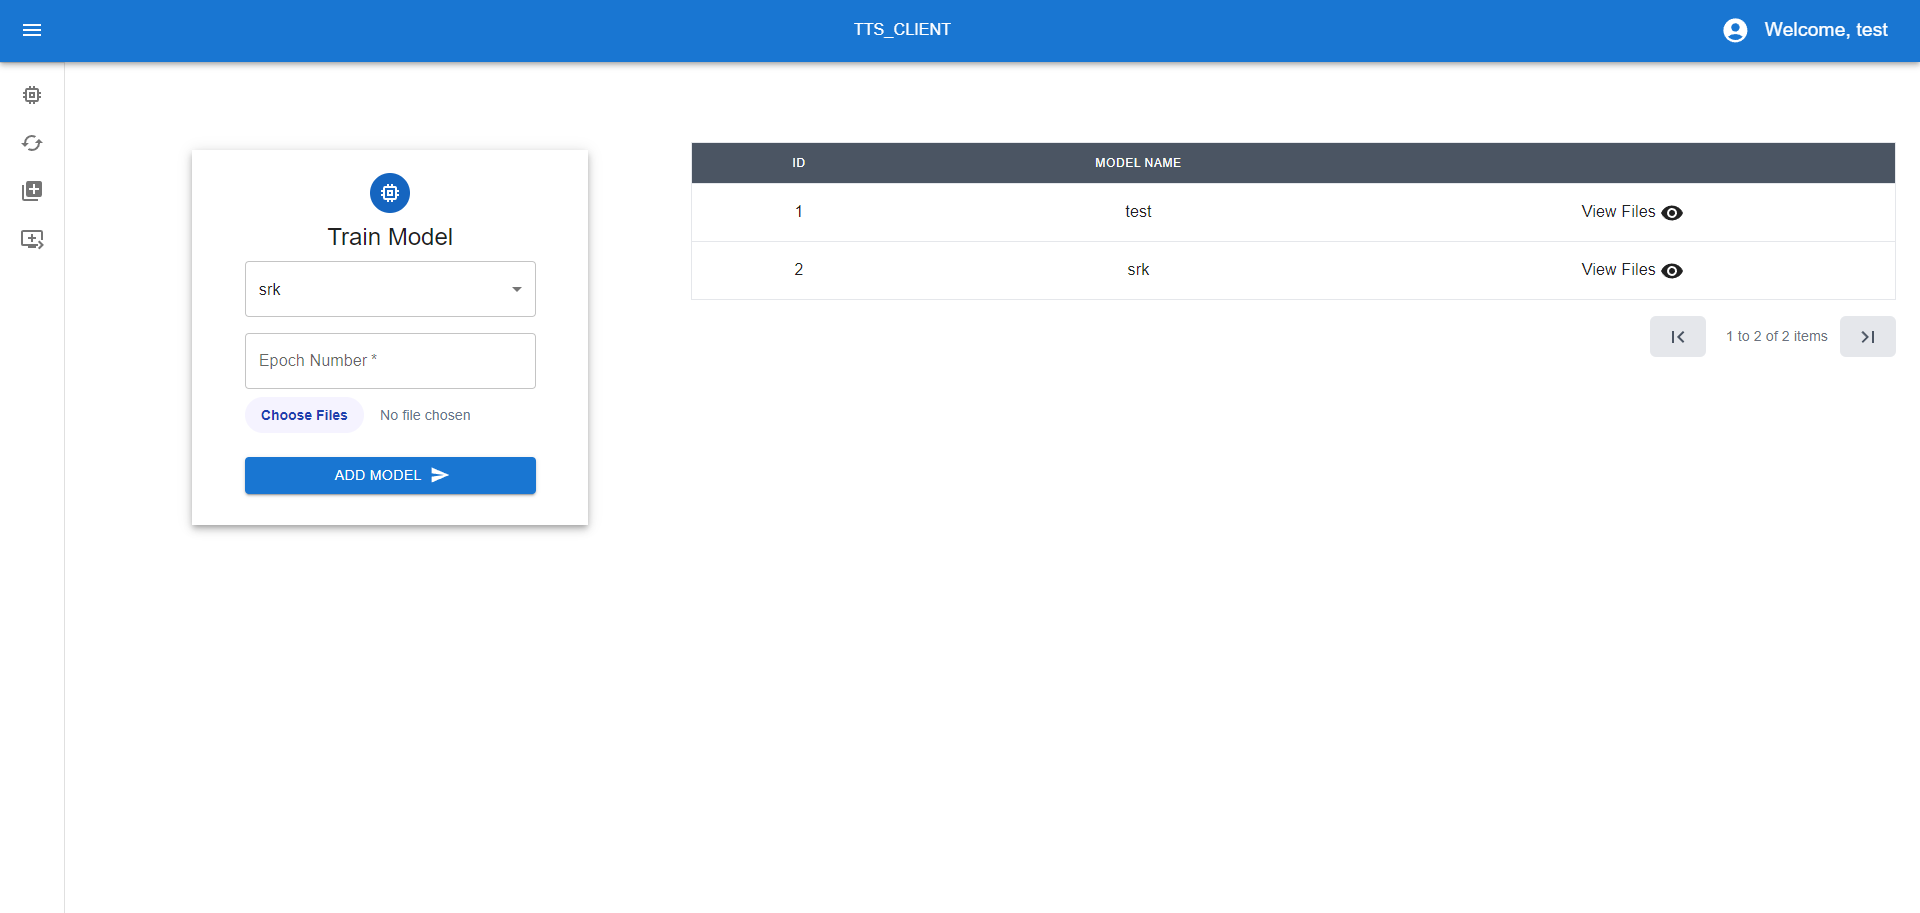 TTS_CLIENT
Welcome, test
Train Model
srk
Epoch Number *
Choose Files No file chosen
ADD MODEL
ID MODEL NAME
1 test View Files
2 srk View Files
1 to 2 of 2 items